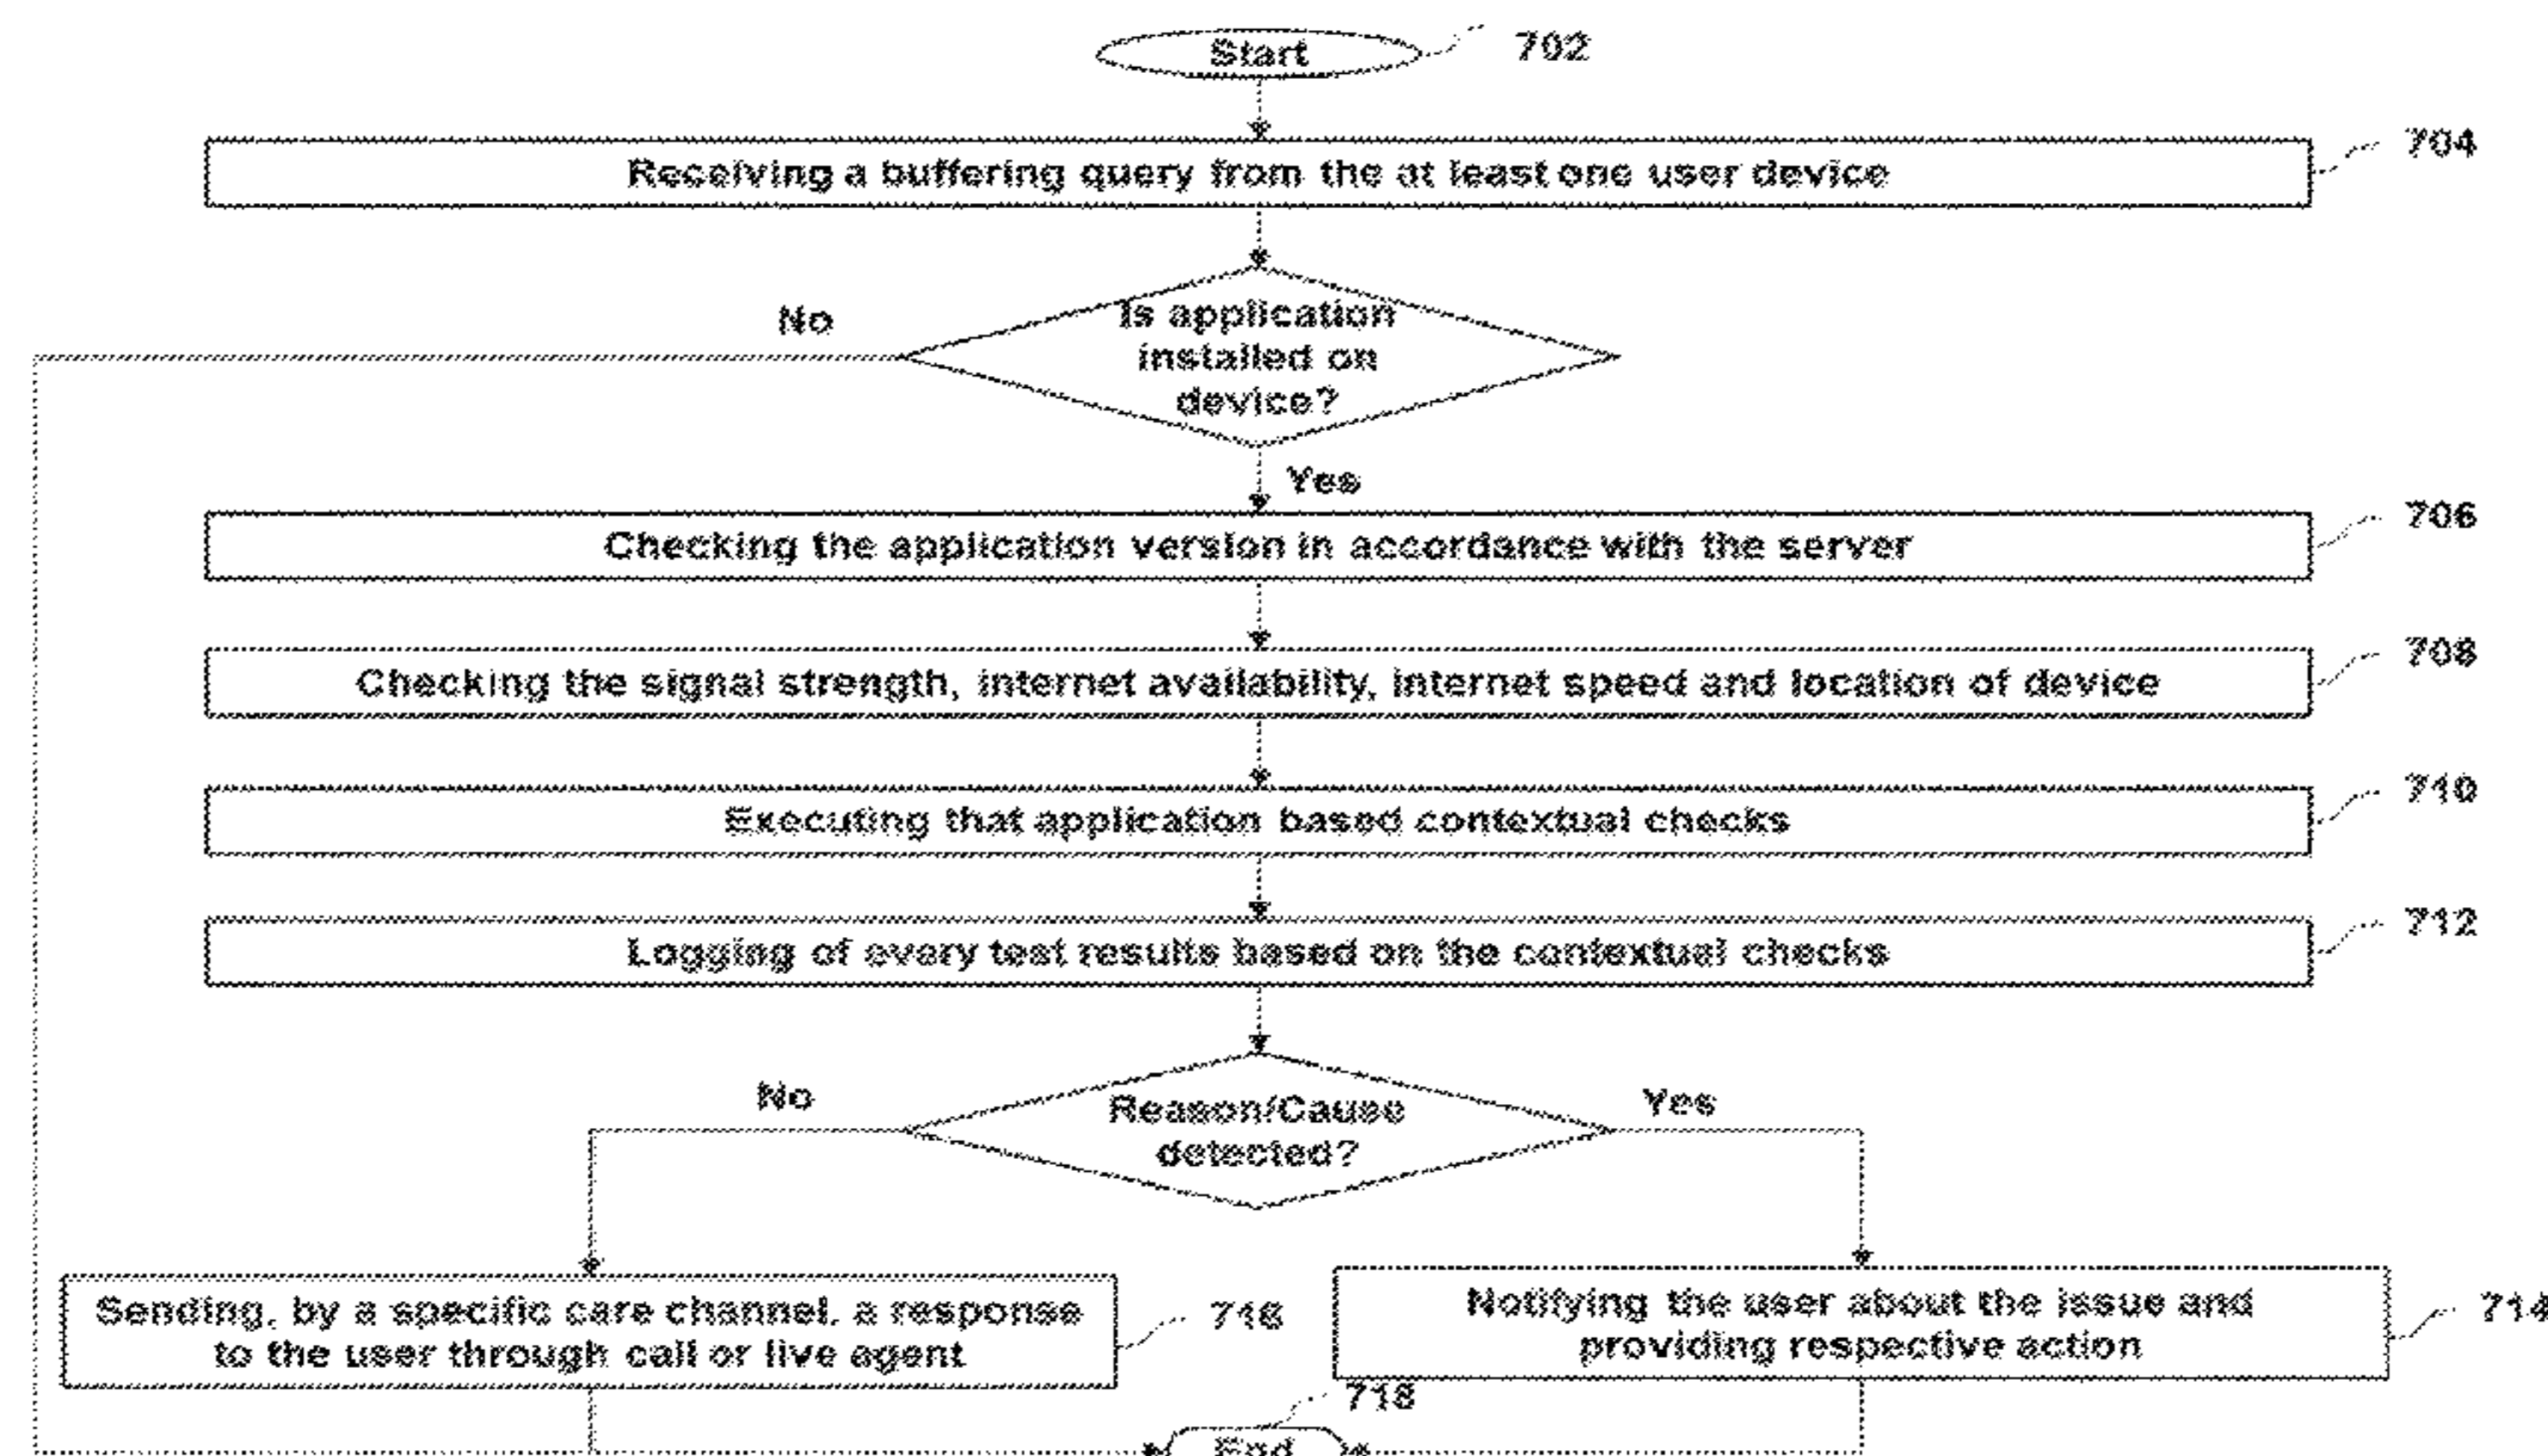 Start
702
Receiving a buffering query from the at least one user device
704
Is application
installed on
device?
No
Yes
Checking the application version in accordance with the server
706
Checking the signal strength, internet availability, internet speed and location of device
708
Executing that application based contextual checks
710
Logging of every test results based on the contextual checks
712
Reason/Cause
detected?
No
Yes
Sending, by a specific care channel, a response
to the user through call or live agent
716
Notifying the user about the issue and
providing respective action
714
718
End